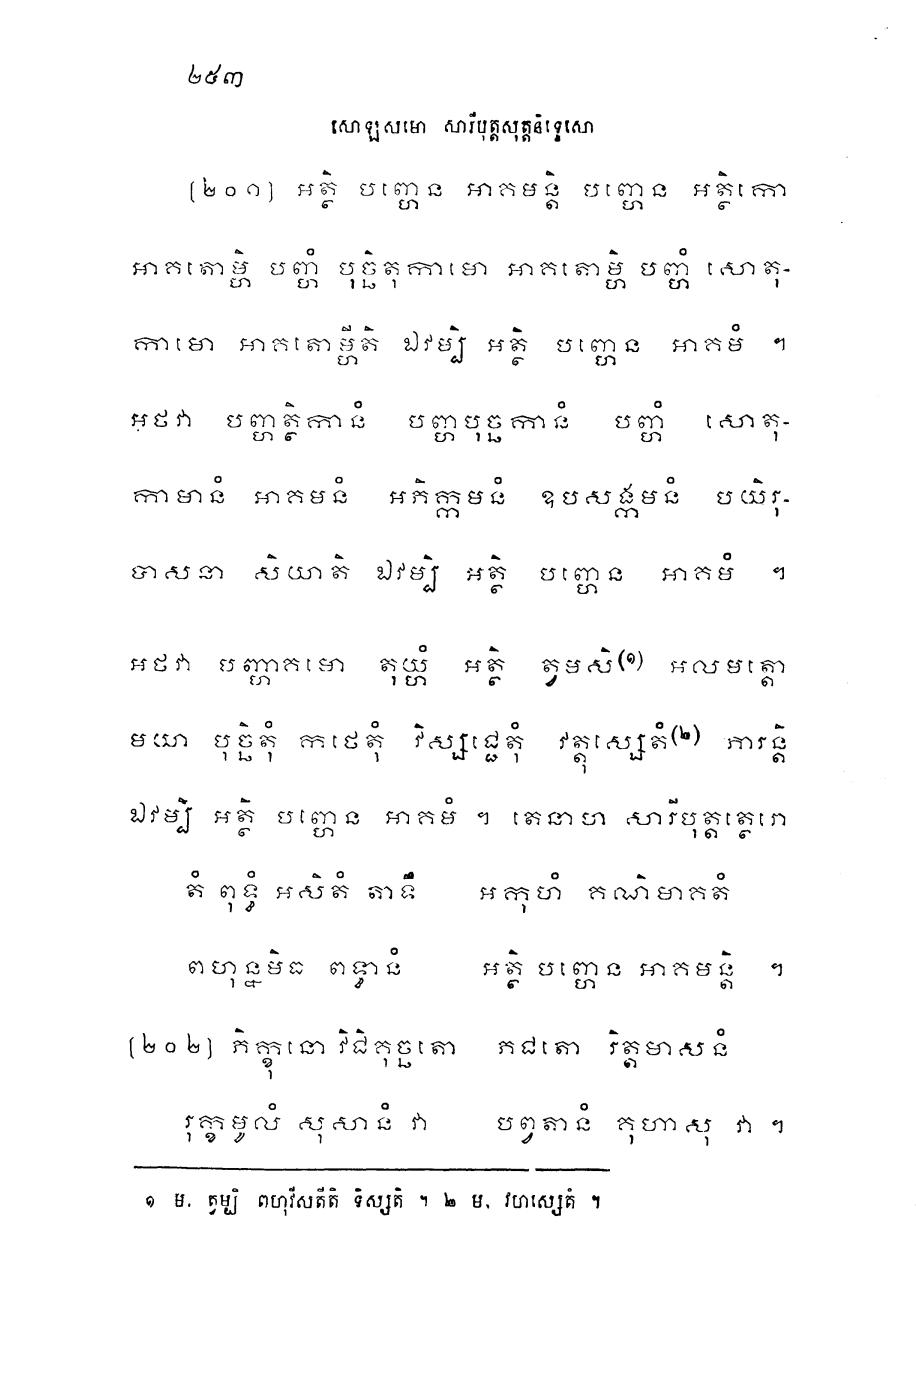 ២៥៣
សោឡសមោ សារីបុត្តសុត្តនិទ្ទេសោ
(២០១) អត្ថិ បញ្ហេន អាគមន្តិ បញ្ហេន អត្ថិកោ
អាគតោម្ហិ បញ្ហំ បុច្ឆិតុកាមោ អាគតោម្ហិ បញ្ហំ សោតុ-
កាមោ អាគតោម្ហីតិ ឯវម្បិ អត្ថិ បញ្ហេន អាគមំ ។
អថវា បញ្ហត្ថិកានំ បញ្ហបុច្ឆកានំ បញ្ហំ សោតុ-
កាមានំ អាគមនំ អភិក្កមនំ ឧបសង្កមនំ បយិរុ-
បាសនា សិយាតិ ឯវម្បិ អត្ថិ បញ្ហេន អាគមំ ។
អថវា បញ្ហាគមោ តុយ្ហំ អត្ថិ ត្វមសិ(១) អលមត្តោ
មយា បុច្ឆិតុំ កថេតុំ វិស្សជ្ជេតុំ វត្តុស្សេតំ(២) ភារន្តិ
ឯវម្បិ អត្ថិ បញ្ហេន អាគមំ ។ តេនាហ សារីបុត្តត្ថេរោ
តំ ពុទ្ធំ អសិតំ តាទឹ អកុហំ គណិមាគតំ
ពហុន្នមិធ ពទ្ធានំ អត្ថិ បញ្ហេន អាគមន្តិ ។
(២០២) ភិក្ខុនោ វិជិគុច្ឆតោ ភជតោ រិត្តមាសនំ
រុក្ខមូលំ សុសានំ វា បព្វតានំ គុហាសុ វា ។
១ ម. ត្វម្បិ ពហុវីសតីតិ ទិស្សតិ ។ ២ ម. វហស្សេតំ ។